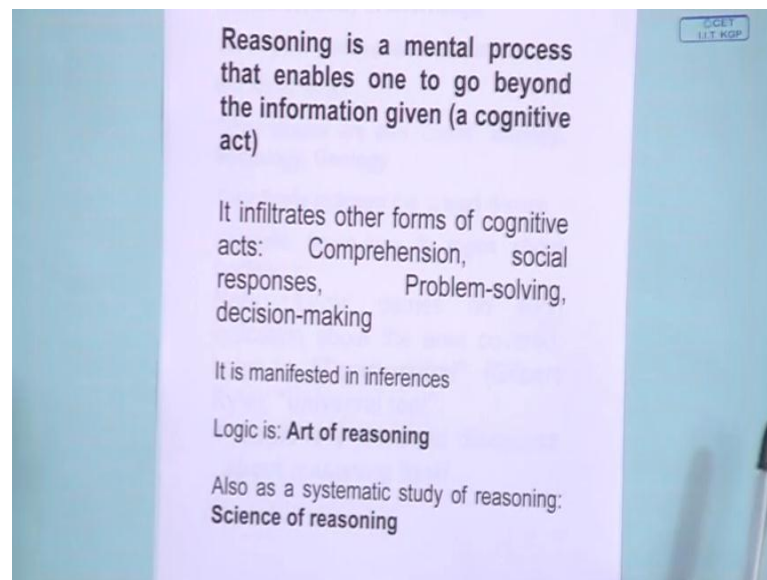 ©CET
I.I.T KGP
Reasoning is a mental process
that enables one to go beyond
the information given (a cognitive
act)
It infiltrates other forms of cognitive
acts: Comprehension, social
responses, Problem-solving,
decision-making
It is manifested in inferences
Logic is: Art of reasoning
Also as a systematic study of reasoning:
Science of reasoning